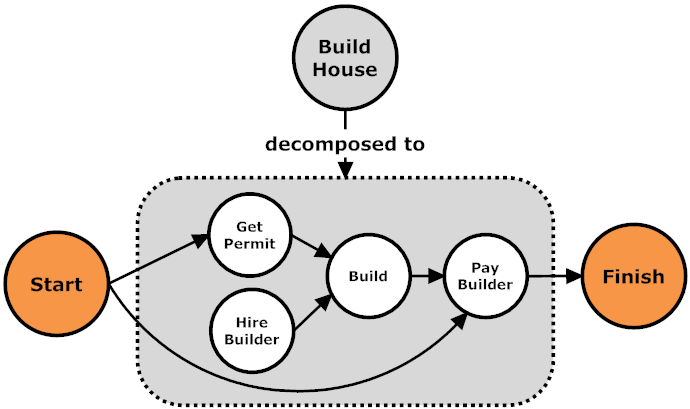 Build
House
decomposed to
Get
Permit
Start
Build
Pay
Builder
Finish
Hire
Builder